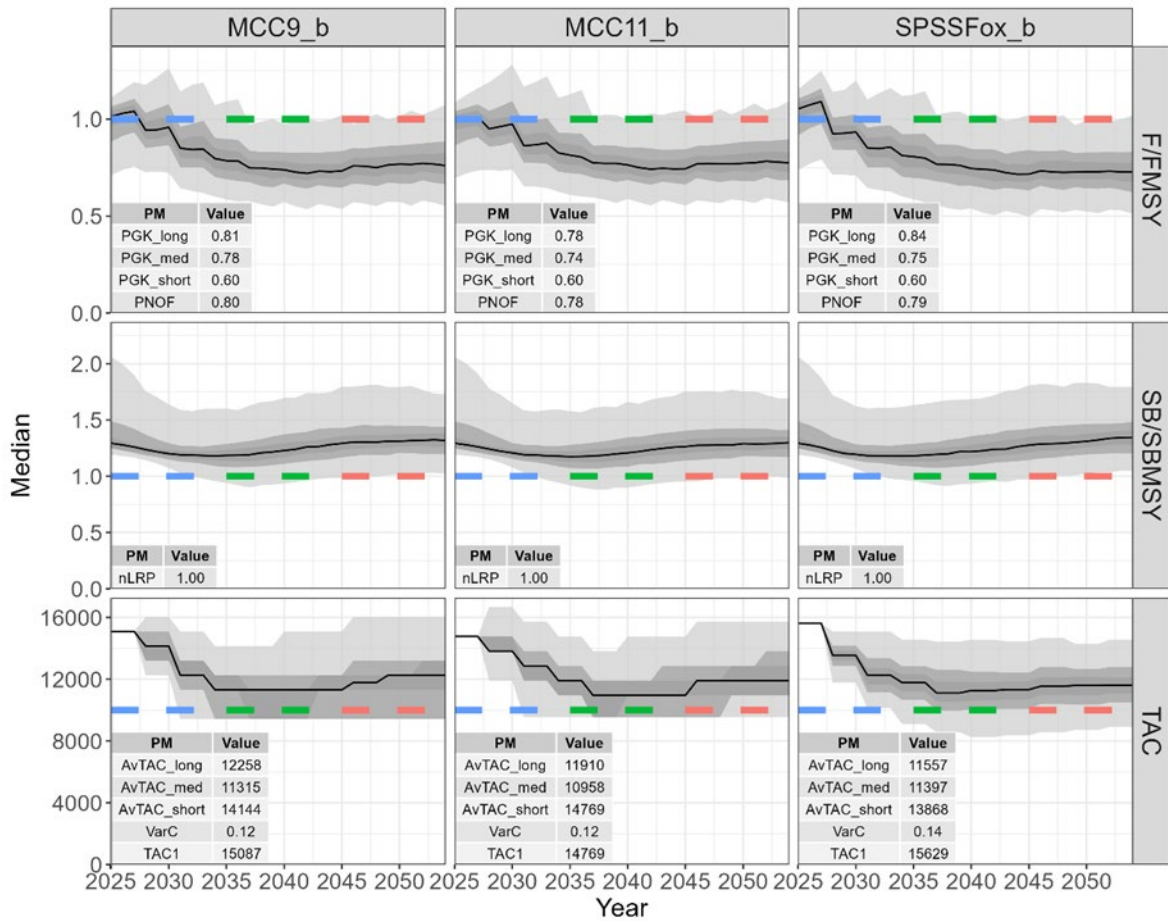 MCC9_b MCC11_b SPSSFox_b
1.0
0.5
0.0
F/FMSY
PM Value
PGK_long 0.81
PGK_med 0.78
PGK_short 0.60
PNOF 0.80
PM Value
PGK_long 0.78
PGK_med 0.74
PGK_short 0.60
PNOF 0.78
PM Value
PGK_long 0.84
PGK_med 0.75
PGK_short 0.60
PNOF 0.79
Median
2.0
1.5
1.0
0.5
0.0
SB/SBMSY
PM Value
nLRP 1.00
PM Value
nLRP 1.00
PM Value
nLRP 1.00
16000
12000
8000
4000
0
TAC
PM Value
AvTAC_long 12258
AvTAC_med 11315
AvTAC_short 14144
VarC 0.12
TAC1 15087
PM Value
AvTAC_long 11910
AvTAC_med 10958
AvTAC_short 14769
VarC 0.12
TAC1 14769
PM Value
AvTAC_long 11557
AvTAC_med 11397
AvTAC_short 13868
VarC 0.14
TAC1 15629
2025 2030 2035 2040 2045 2050 2025 2030 2035 2040 2045 2050 2025 2030 2035 2040 2045 2050
Year